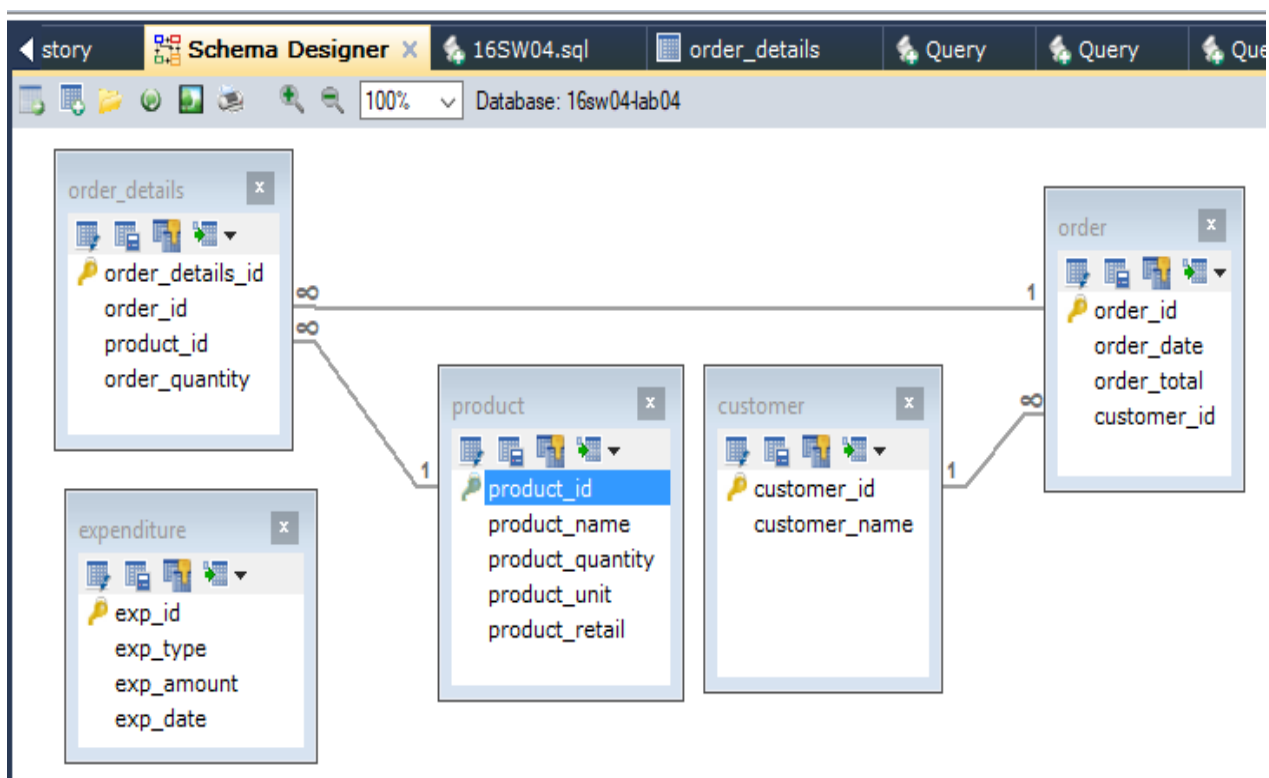 story Schema Designer × 16SW04.sql order_details Query Query Que
100% Database: 16sw04-lab04
order_details x
order_details_id
order_id
product_id
order_quantity
∞
∞
1
order x
order_id
order_date
order_total
customer_id
1
∞
product x
product_id
product_name
product_quantity
product_unit
product_retail
1
customer x
customer_id
customer_name
1
expenditure x
exp_id
exp_type
exp_amount
exp_date